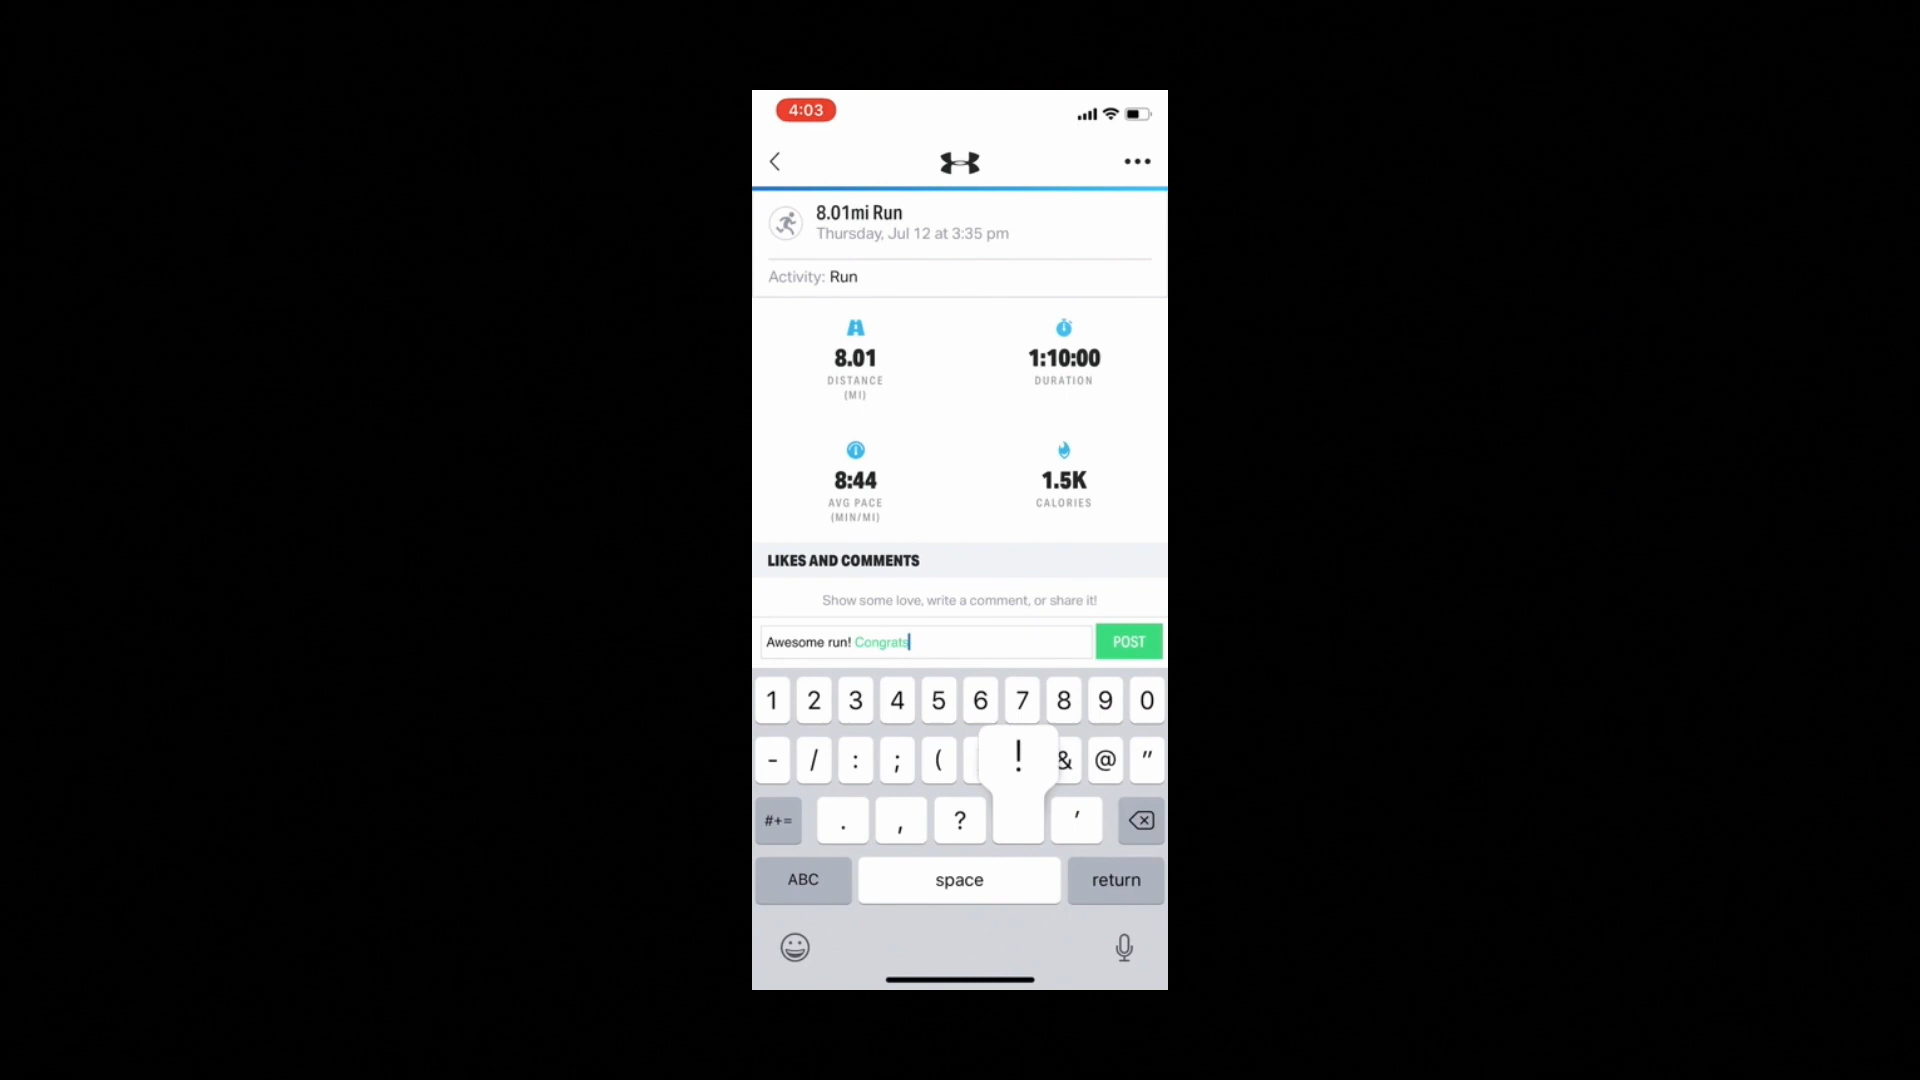 4:03
8.01mi Run
Thursday, Jul 12 at 3:35 pm
Activity: Run
8.01 1:10:00
DISTANCE DURATION
(MI)
8:44 1.5K
AVG PACE CALORIES
(MIN/MI)
LIKES AND COMMENTS
Show some love, write a comment, or share it!
Awesome run! Congrats POST
1 2 3 4 5 6 7 8 9 0
- / : ; ( ! & @ "
#+= . , ? '
ABC space return